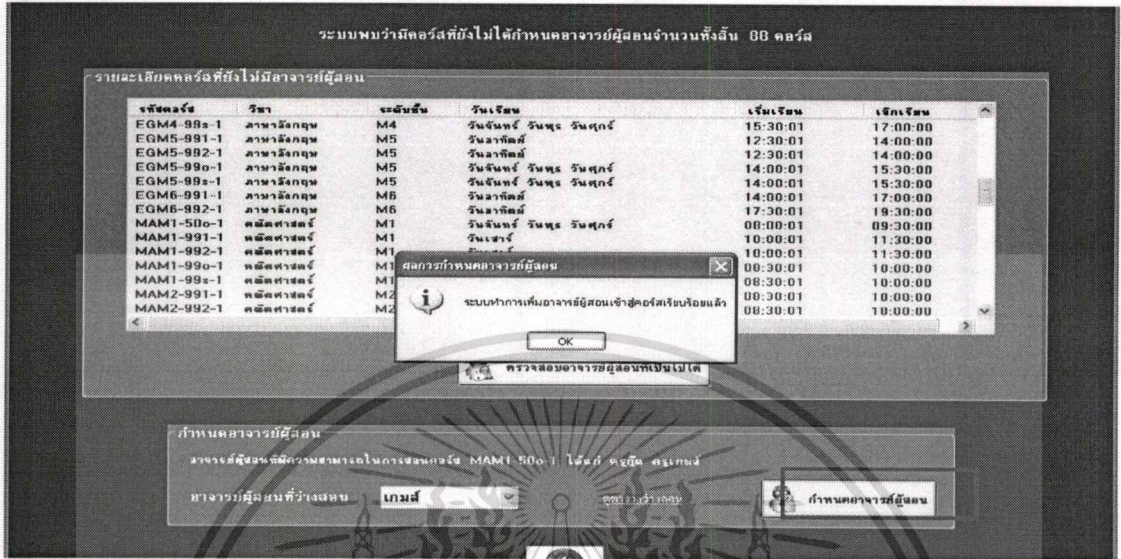 ระบบพบว่ามีคอร์สที่ยังไม่ได้กำหนดอาจารย์ผู้สอนจำนวนทั้งสิ้น 88 คอร์ส
รายละเอียดคอร์สที่ยังไม่มีอาจารย์ผู้สอน
รหัสคอร์ส วิชา ระดับชั้น วันเรียน เริ่มเรียน เลิกเรียน
EGM4-99s-1 ภาษาอังกฤษ M4 วันจันทร์ วันพุธ วันศุกร์ 15:30:01 17:00:00
EGM5-991-1 ภาษาอังกฤษ M5 วันอาทิตย์ 12:30:01 14:00:00
EGM5-992-1 ภาษาอังกฤษ M5 วันอาทิตย์ 12:30:01 14:00:00
EGM5-99o-1 ภาษาอังกฤษ M5 วันจันทร์ วันพุธ วันศุกร์ 14:00:01 15:30:00
EGM5-99s-1 ภาษาอังกฤษ M5 วันจันทร์ วันพุธ วันศุกร์ 14:00:01 15:30:00
EGM6-991-1 ภาษาอังกฤษ M6 วันอาทิตย์ 14:00:01 17:00:00
EGM6-992-1 ภาษาอังกฤษ M6 วันอาทิตย์ 17:30:01 19:30:00
MAM1-50o-1 คณิตศาสตร์ M1 วันจันทร์ วันพุธ วันศุกร์ 08:00:01 09:30:00
MAM1-991-1 คณิตศาสตร์ M1 วันเสาร์ 10:00:01 11:30:00
MAM1-992-1 คณิตศาสตร์ M1 10:00:01 11:30:00
MAM1-99o-1 คณิตศาสตร์ M1 08:30:01 10:00:00
MAM1-99s-1 คณิตศาสตร์ M1 08:30:01 10:00:00
MAM2-991-1 คณิตศาสตร์ M2 08:30:01 10:00:00
MAM2-992-1 คณิตศาสตร์ M2 08:30:01 10:00:00
ผลการกำหนดอาจารย์ผู้สอน
ระบบทำการเพิ่มอาจารย์ผู้สอนเข้าสู่คอร์สเรียบร้อยแล้ว
OK
ตรวจสอบอาจารย์ผู้สอนที่เป็นไปได้
กำหนดอาจารย์ผู้สอน
อาจารย์ผู้สอนที่มีความสามารถในการสอนคอร์ส MAM1-50o-1 ได้แก่ ครูกี้ด ครูเกมส์
อาจารย์ผู้สอนที่ว่างสอน เกมส์ ดูตารางว่างสอน กำหนดอาจารย์ผู้สอน